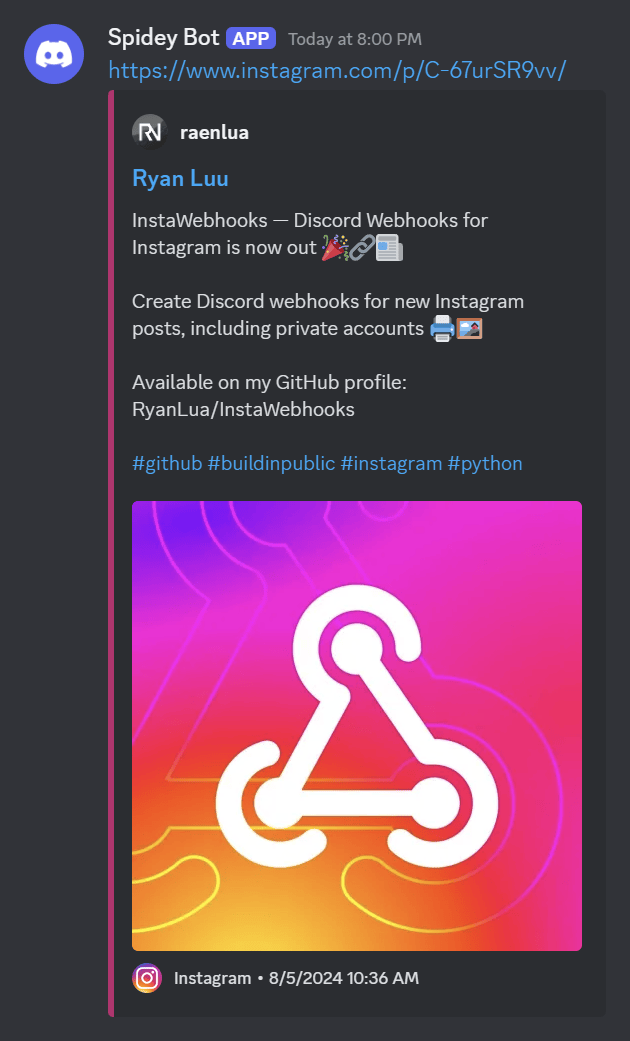 Spidey Bot APP Today at 8:00 PM
https://www.instagram.com/p/C-67urSR9vv/
RN raenlua
Ryan Luu
InstaWebhooks — Discord Webhooks for
Instagram is now out 🎉🔗📰
Create Discord webhooks for new Instagram
posts, including private accounts 🖨️🖼️
Available on my GitHub profile:
RyanLua/InstaWebhooks
#github #buildinpublic #instagram #python
Instagram • 8/5/2024 10:36 AM